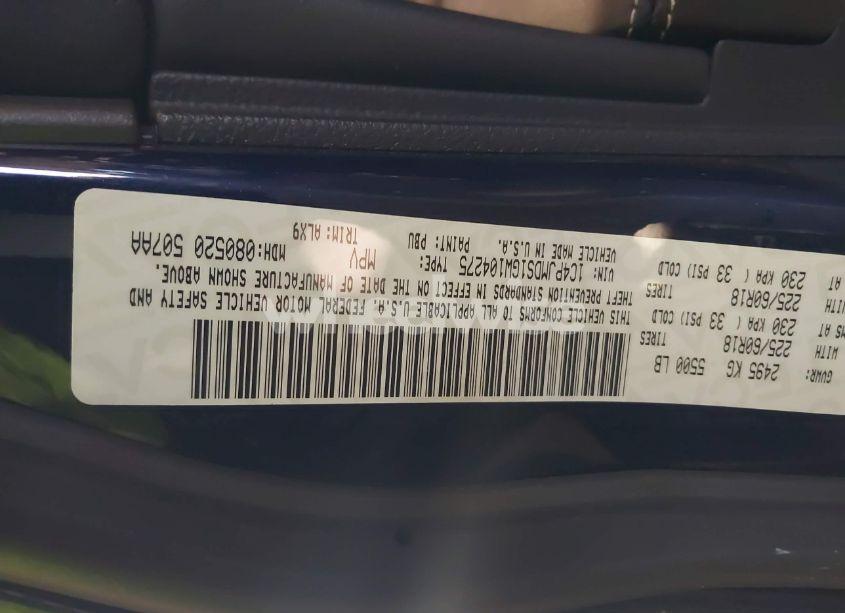 GVWR: 2495 KG 5500 LB
WITH 225/60R18 TIRES
MS AT 230 KPA ( 33 PSI) COLD
WITH 225/60R18 TIRES
AT 230 KPA ( 33 PSI) COLD
THIS VEHICLE CONFORMS TO ALL APPLICABLE U.S.A. FEDERAL MOTOR VEHICLE SAFETY AND
THEFT PREVENTION STANDARDS IN EFFECT ON THE DATE OF MANUFACTURE SHOWN ABOVE.
VIN: 1C4PJMDS1GW104275 TYPE: MPV MDH:080520 507AA
VEHICLE MADE IN U.S.A. PAINT: PBU TRIM: ALX9